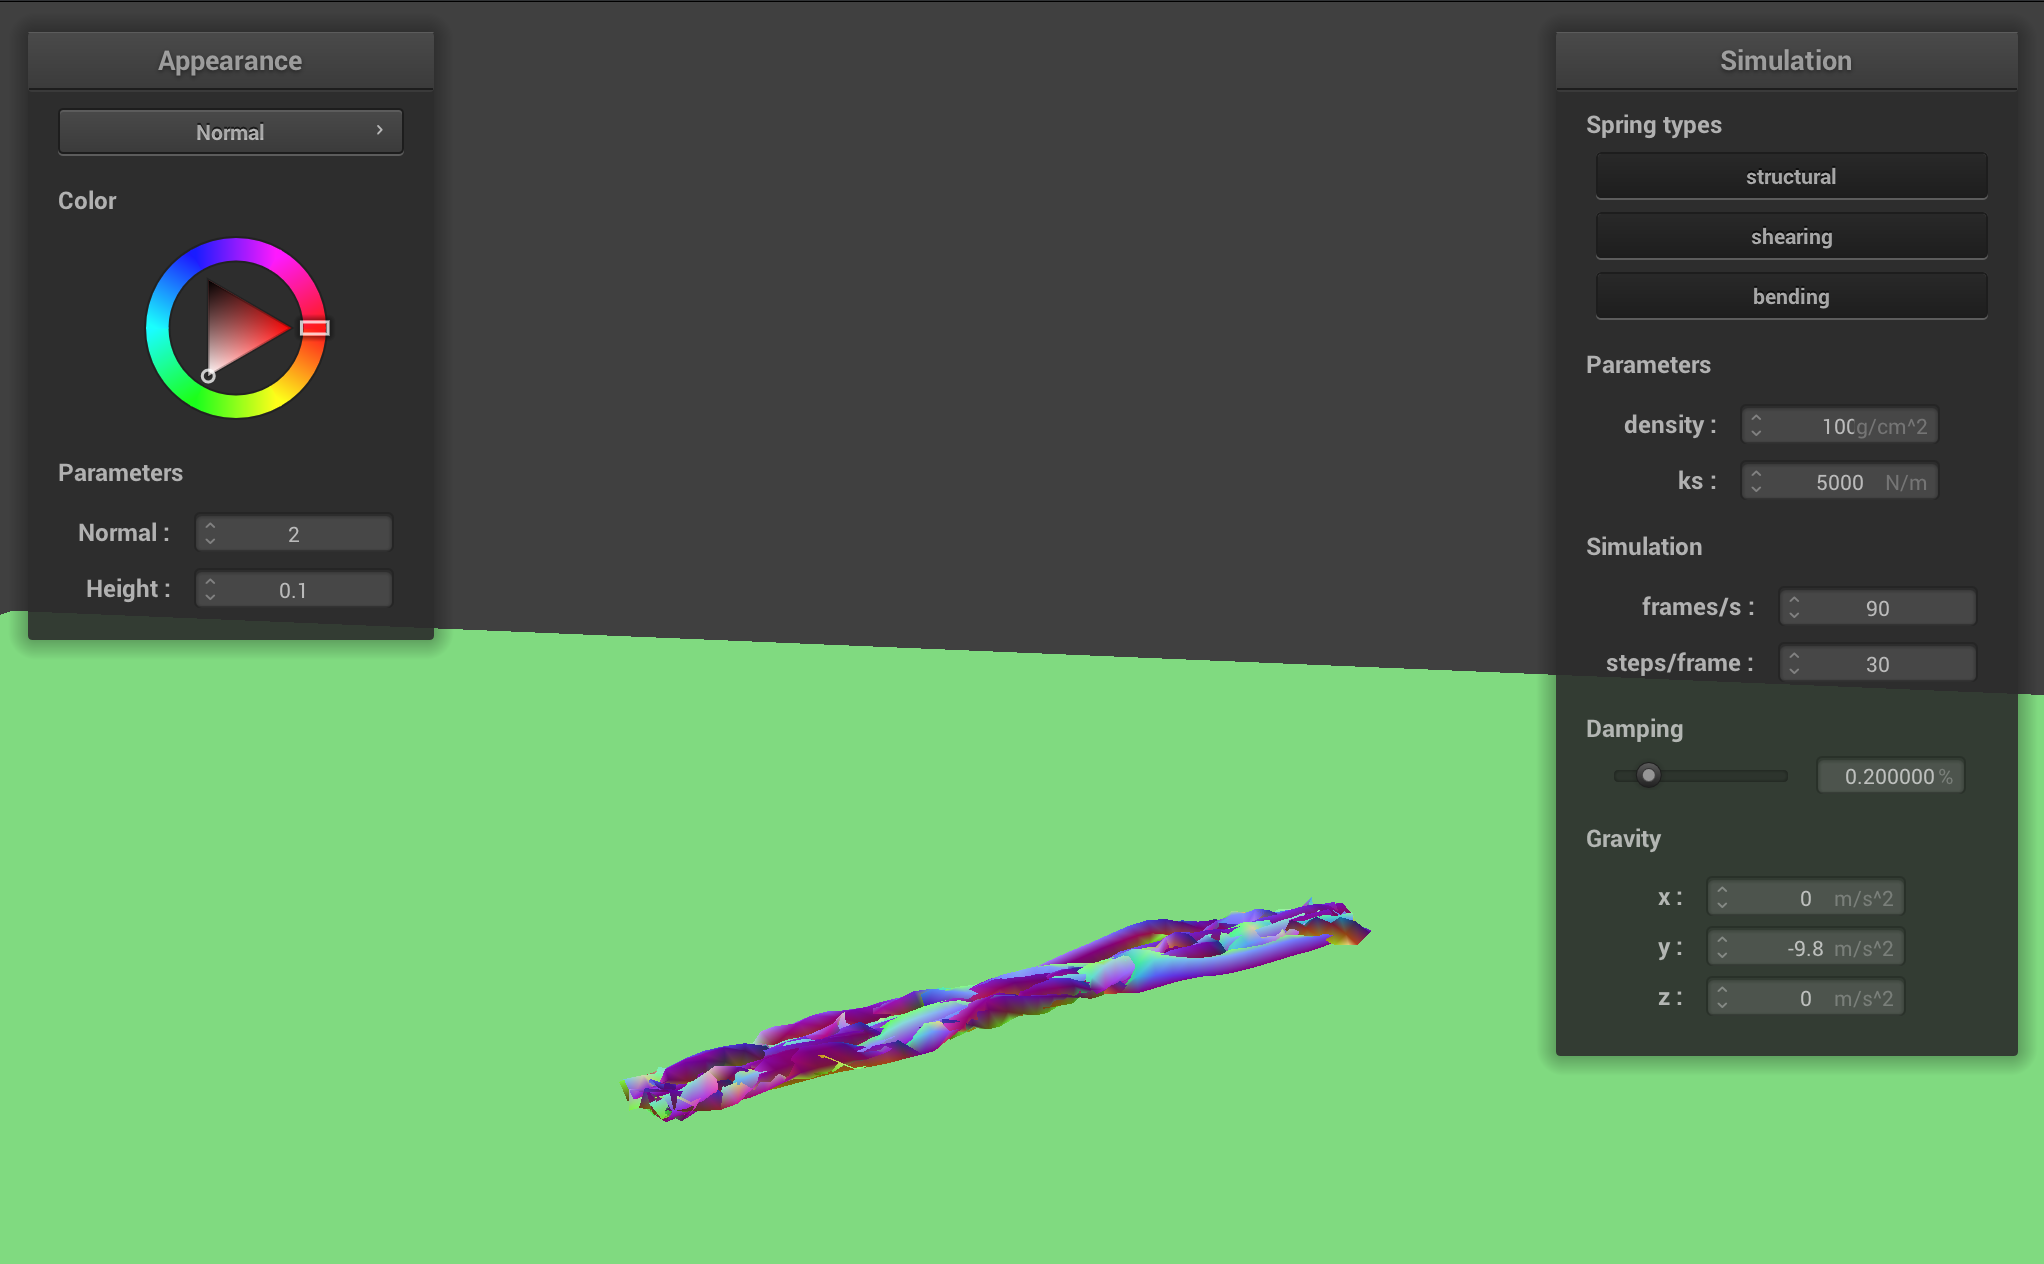 Appearance
Normal
Color
Parameters
Normal : 2
Height : 0.1
Simulation
Spring types
structural
shearing
bending
Parameters
density : 100 g/cm^2
ks : 5000 N/m
Simulation
frames/s : 90
steps/frame : 30
Damping
0.200000 %
Gravity
x : 0 m/s^2
y : -9.8 m/s^2
z : 0 m/s^2